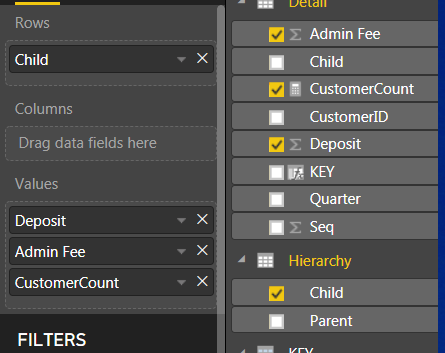 Rows
Child
Columns
Drag data fields here
Values
Deposit
Admin Fee
CustomerCount
FILTERS
Detail
Admin Fee
Child
CustomerCount
CustomerID
Deposit
KEY
Quarter
Seq
Hierarchy
Child
Parent
KEY